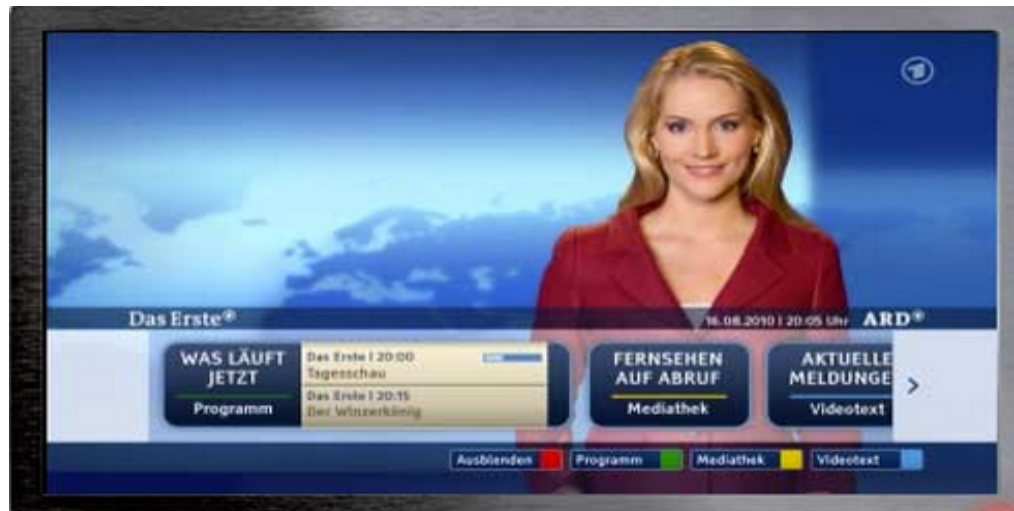 Das Erste
16.08.2010 | 20:05 Uhr ARD
WAS LÄUFT
JETZT
Programm
Das Erste | 20:00
Tagesschau
Das Erste | 20:15
Der Winzerkönig
FERNSEHEN
AUF ABRUF
Mediathek
AKTUELLE
MELDUNGE
Videotext
Ausblenden
Programm
Mediathek
Videotext